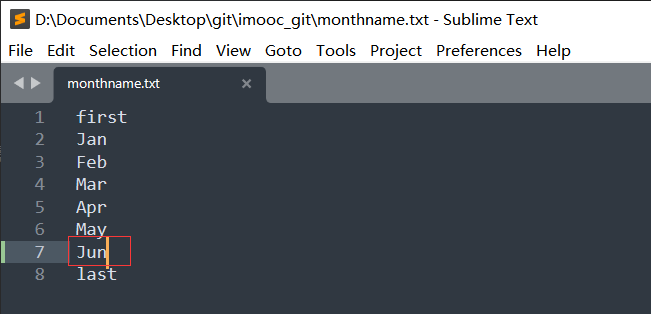 D:\Documents\Desktop\git\imooc_git\monthname.txt - Sublime Text
File Edit Selection Find View Goto Tools Project Preferences Help
monthname.txt
1 first
2 Jan
3 Feb
4 Mar
5 Apr
6 May
7 Jun
8 last